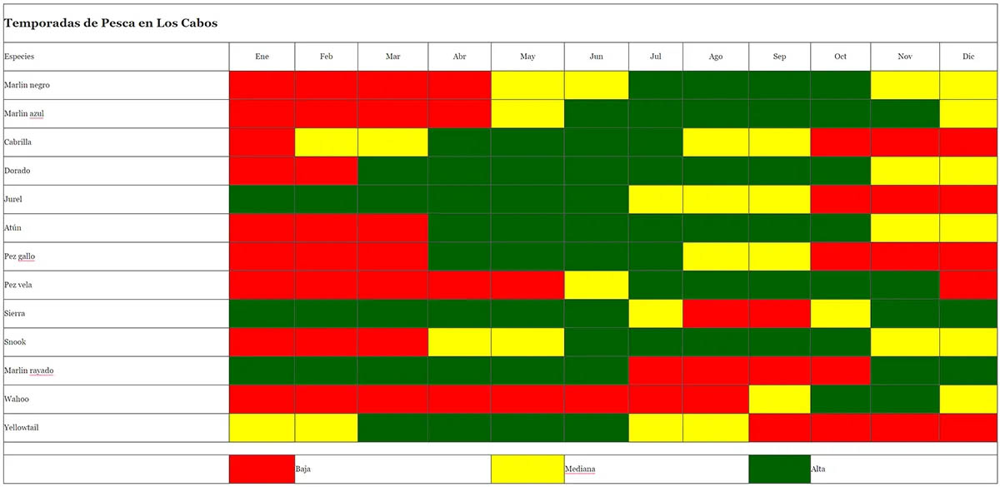 Temporadas de Pesca en Los Cabos
Especies Ene Feb Mar Abr May Jun Jul Ago Sep Oct Nov Dic
Marlin negro
Marlin azul
Cabrilla
Dorado
Jurel
Atún
Pez gallo
Pez vela
Sierra
Snook
Marlin rayado
Wahoo
Yellowtail
Baja Mediana Alta